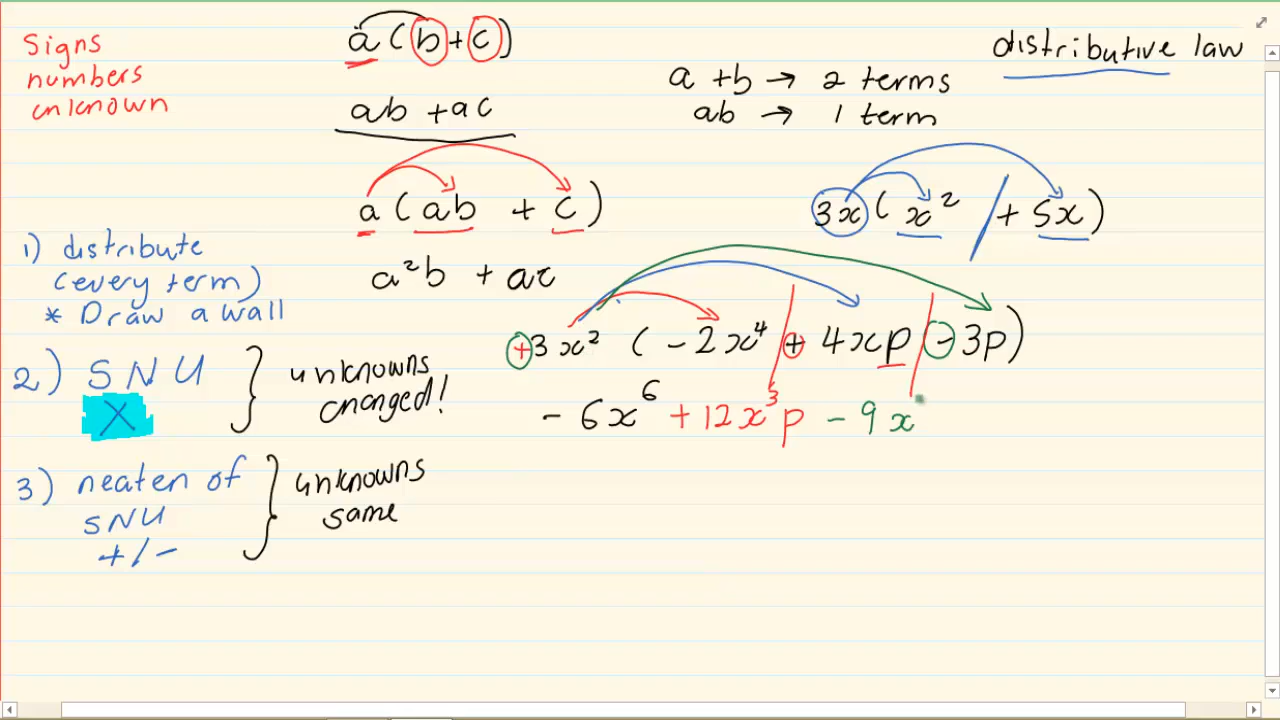 Signs
numbers
unknown
a(b+c)
ab +ac
distributive law
a +b → 2 terms
ab → 1 term
a(ab + c)
a²b + ac
3x(x² / + 5x)
1) distribute
(every term)
* Draw a wall
2) SNU } unknowns
X changed!
+3x² (-2x⁴ + 4xp - 3p)
- 6x⁶ + 12x³p - 9x
3) neaten of } unknowns
SNU same
+/-